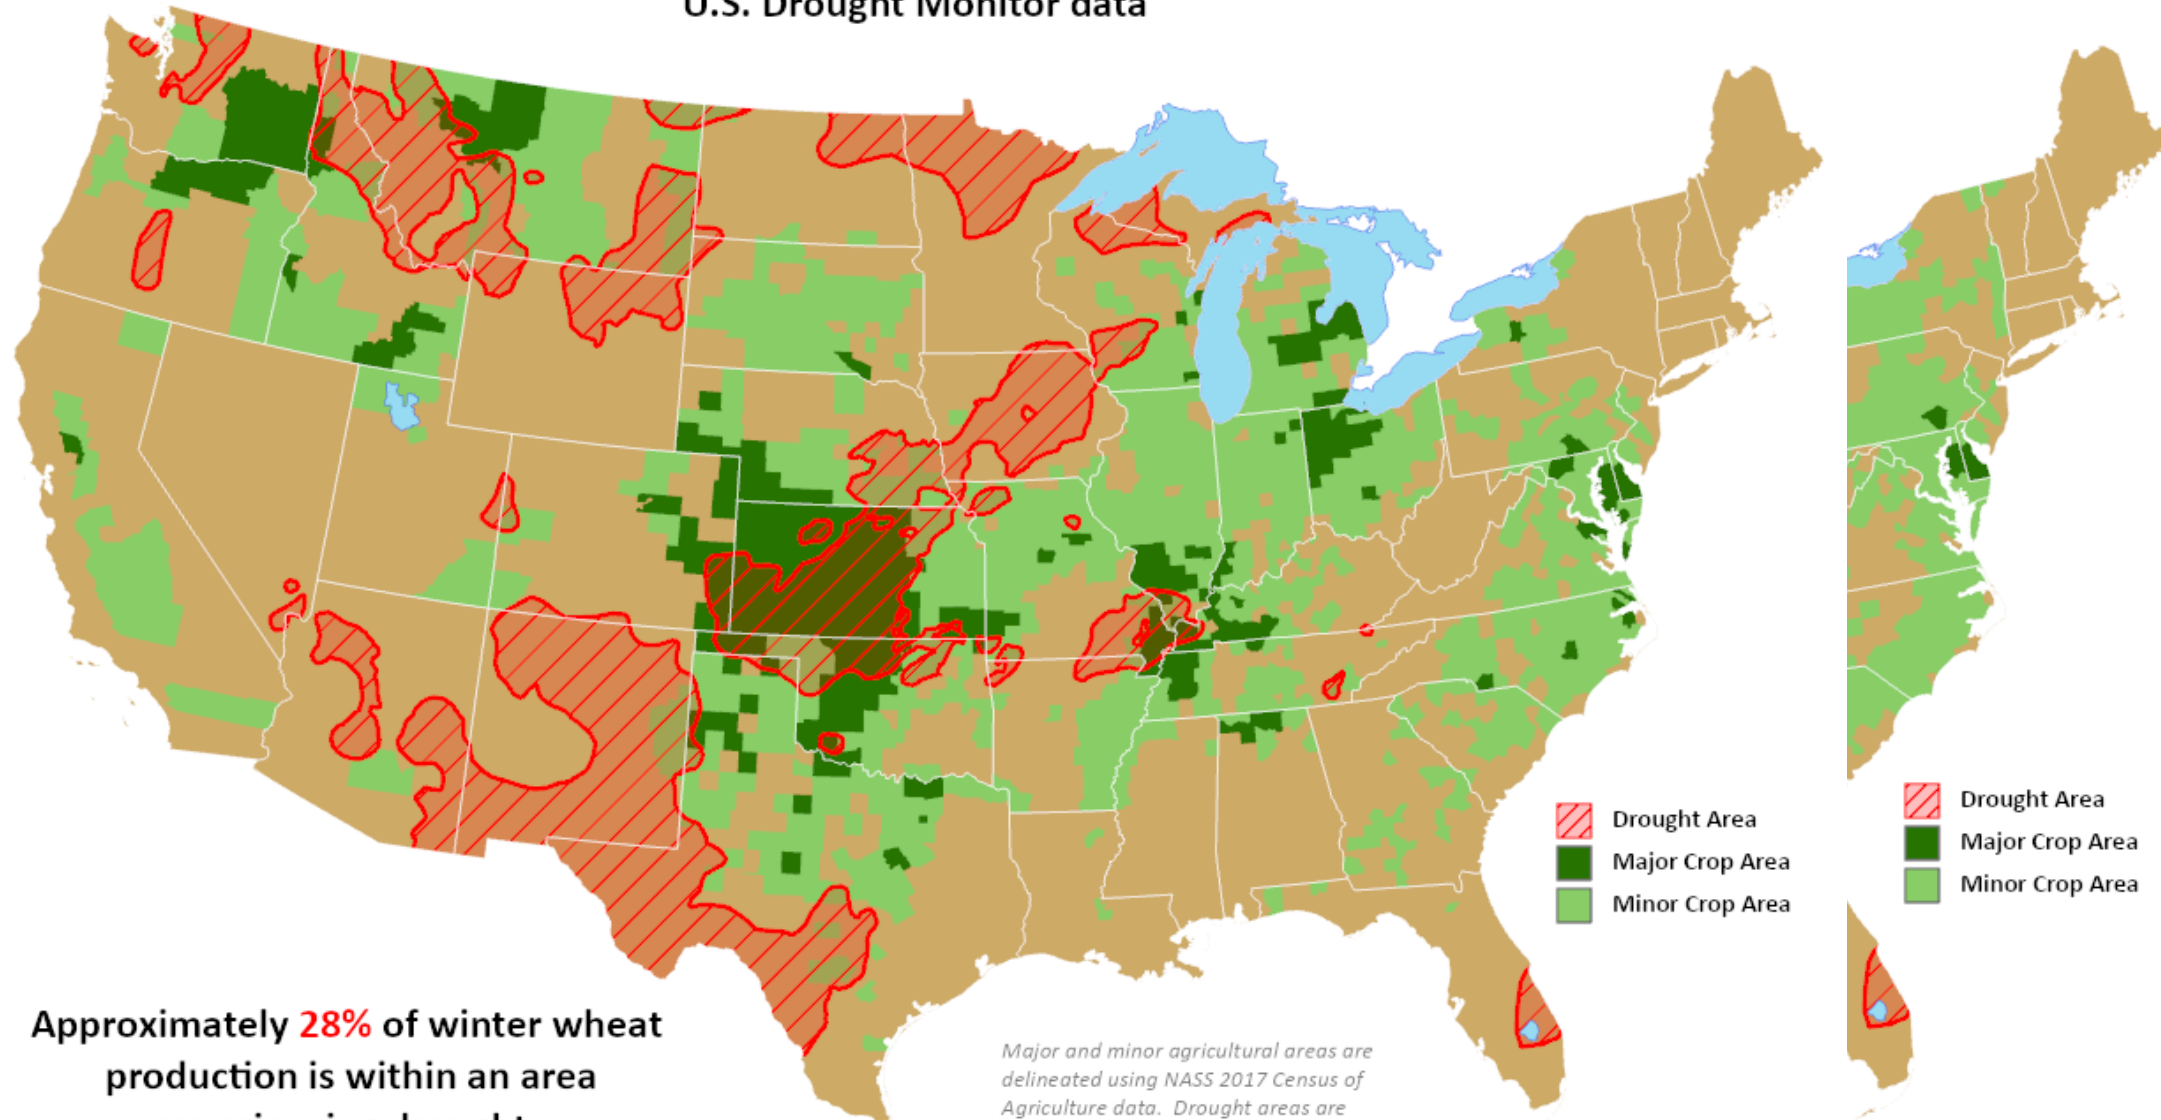 U.S. Drought Monitor data
Drought Area
Major Crop Area
Minor Crop Area
Drought Area
Major Crop Area
Minor Crop Area
Approximately 28% of winter wheat
production is within an area
Major and minor agricultural areas are
delineated using NASS 2017 Census of
Agriculture data. Drought areas are